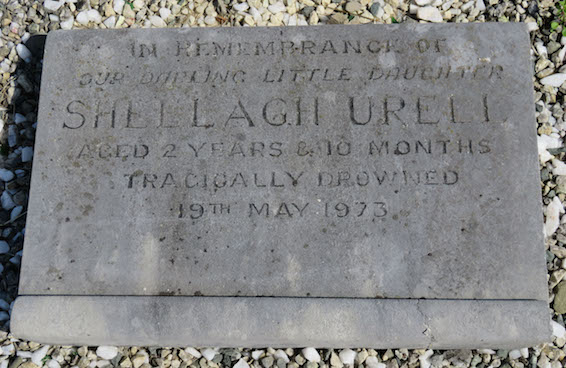 IN REMEMBRANCE OF
OUR DARLING LITTLE DAUGHTER
SHELLAGH URELL
AGED 2 YEARS & 10 MONTHS
TRAGICALLY DROWNED
19TH MAY 1973